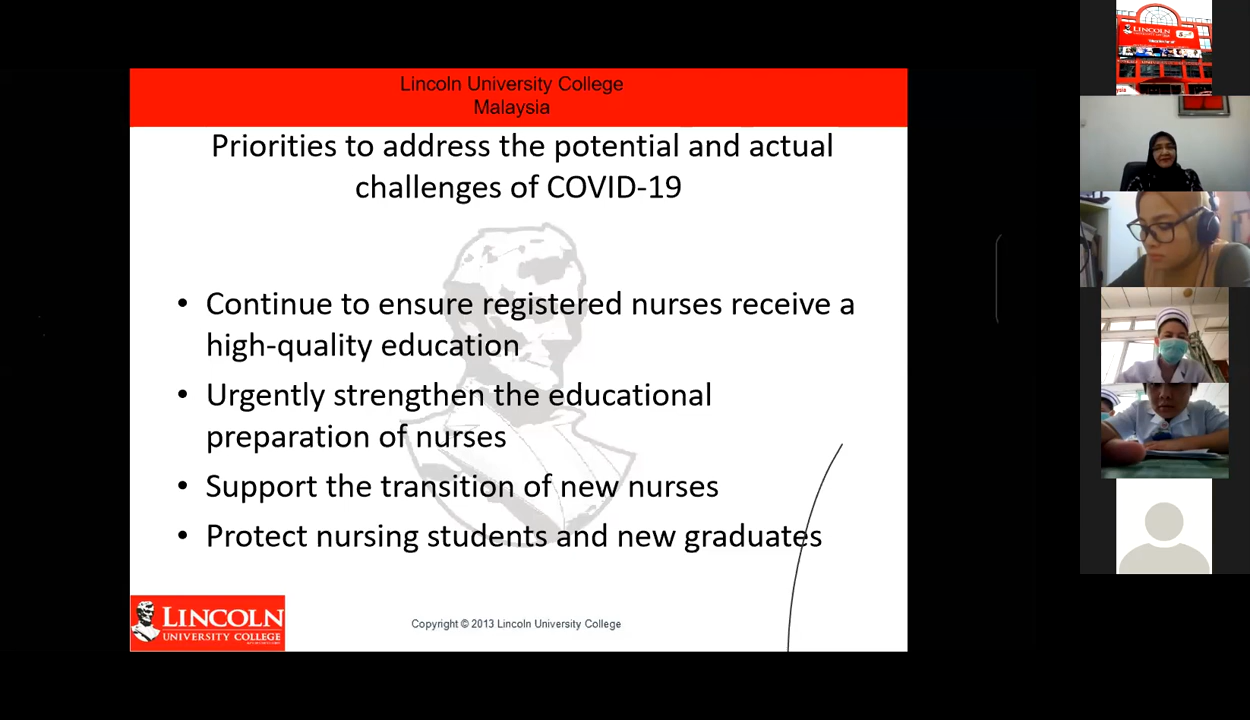 Lincoln University College
Malaysia
Priorities to address the potential and actual
challenges of COVID-19
• Continue to ensure registered nurses receive a
high-quality education
• Urgently strengthen the educational
preparation of nurses
• Support the transition of new nurses
• Protect nursing students and new graduates
LINCOLN
UNIVERSITY COLLEGE
Copyright © 2013 Lincoln University College
LINCOLN